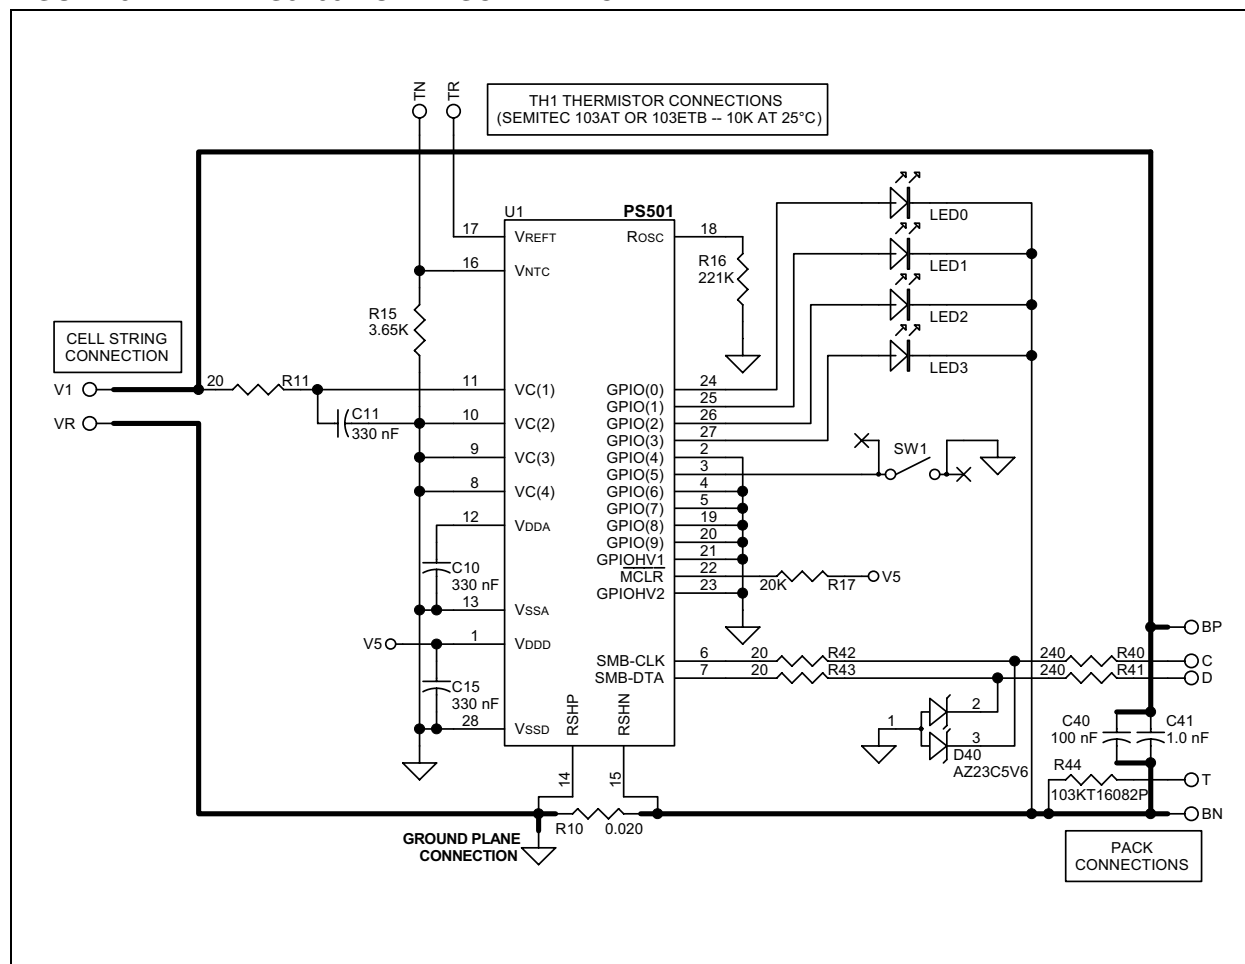 TN
TR
TH1 THERMISTOR CONNECTIONS
(SEMITEC 103AT OR 103ETB -- 10K AT 25°C)
U1
PS501
17
VREFT
ROSC
18
LED0
16
VNTC
R16
221K
LED1
R15
3.65K
LED2
CELL STRING
CONNECTION
LED3
V1
20
R11
11
VC(1)
GPIO(0)
24
GPIO(1)
25
VR
C11
330 nF
10
VC(2)
GPIO(2)
26
GPIO(3)
27
9
VC(3)
GPIO(4)
2
SW1
GPIO(5)
3
8
VC(4)
GPIO(6)
4
GPIO(7)
5
12
VDDA
GPIO(8)
19
GPIO(9)
20
C10
330 nF
GPIOHV1
21
MCLR
22
20K
R17
V5
GPIOHV2
23
13
VSSA
BP
V5
1
VDDD
SMB-CLK
6
20
R42
240
R40
C
SMB-DTA
7
20
R43
240
R41
D
C15
330 nF
RSHP
RSHN
28
VSSD
1
2
3
D40
AZ23C5V6
C40
100 nF
C41
1.0 nF
14
15
R44
103KT16082P
T
R10
0.020
BN
GROUND PLANE
CONNECTION
PACK
CONNECTIONS